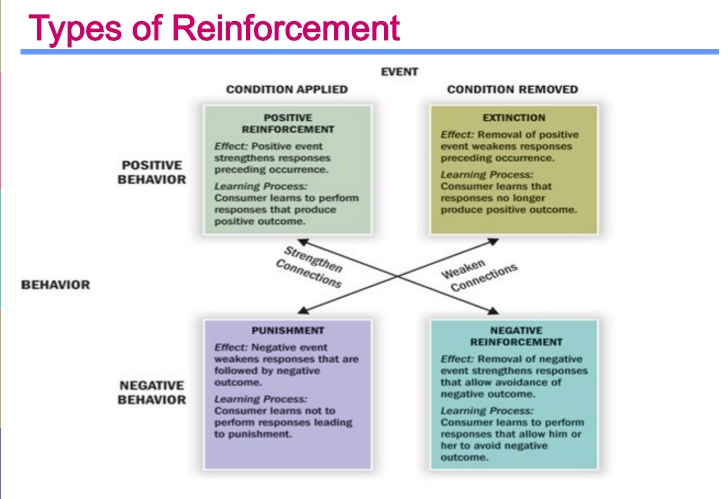 Types of Reinforcement
EVENT
CONDITION APPLIED
CONDITION REMOVED
POSITIVE
BEHAVIOR
POSITIVE
REINFORCEMENT
Effect: Positive event
strengthens responses
preceding occurrence.
Learning Process:
Consumer learns to perform
responses that produce
positive outcome.
EXTINCTION
Effect: Removal of positive
event weakens responses
preceding occurrence.
Learning Process:
Consumer learns that
responses no longer
produce positive outcome.
Strengthen
Connections
Weaken
Connections
BEHAVIOR
NEGATIVE
BEHAVIOR
PUNISHMENT
Effect: Negative event
weakens responses that are
followed by negative
outcome.
Learning Process:
Consumer learns not to
perform responses leading
to punishment.
NEGATIVE
REINFORCEMENT
Effect: Removal of negative
event strengthens responses
that allow avoidance of
negative outcome.
Learning Process:
Consumer learns to perform
responses that allow him or
her to avoid negative
outcome.